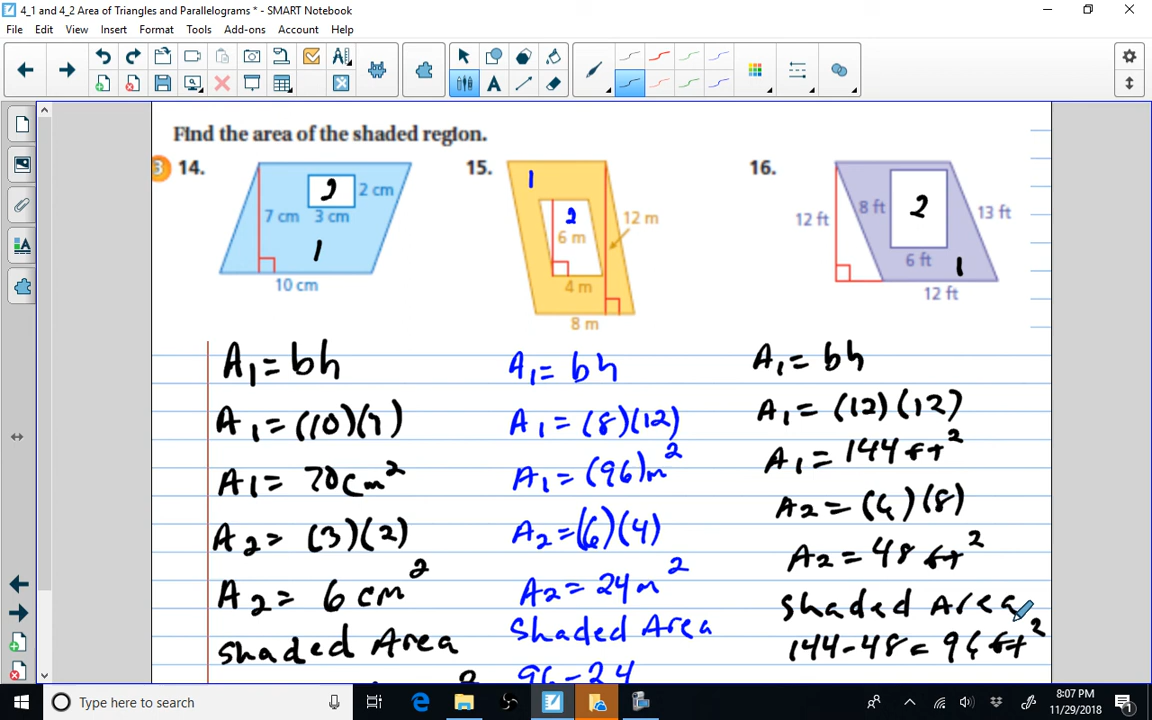 4_1 and 4_2 Area of Triangles and Parallelograms * - SMART Notebook
File Edit View Insert Format Tools Add-ons Account Help
Find the area of the shaded region.
3 14.
2
2 cm
7 cm 3 cm
1
10 cm
15.
1
2
12 m
6 m
4 m
8 m
16.
8 ft
2
13 ft
12 ft
6 ft
1
12 ft
A1 = bh
A1 = (10)(7)
A1 = 70cm2
A2 = (3)(2)
A2 = 6 cm2
shaded Area
A1 = bh
A1 = (8)(12)
A1 = (96)m2
A2 = (6)(4)
A2 = 24m2
Shaded Area
96 - 24
A1 = bh
A1 = (12)(12)
A1 = 144 ft2
A2 = (6)(8)
A2 = 48 ft2
shaded Area
144 - 48 = 96 ft2
Type here to search
8:07 PM
11/29/2018
1